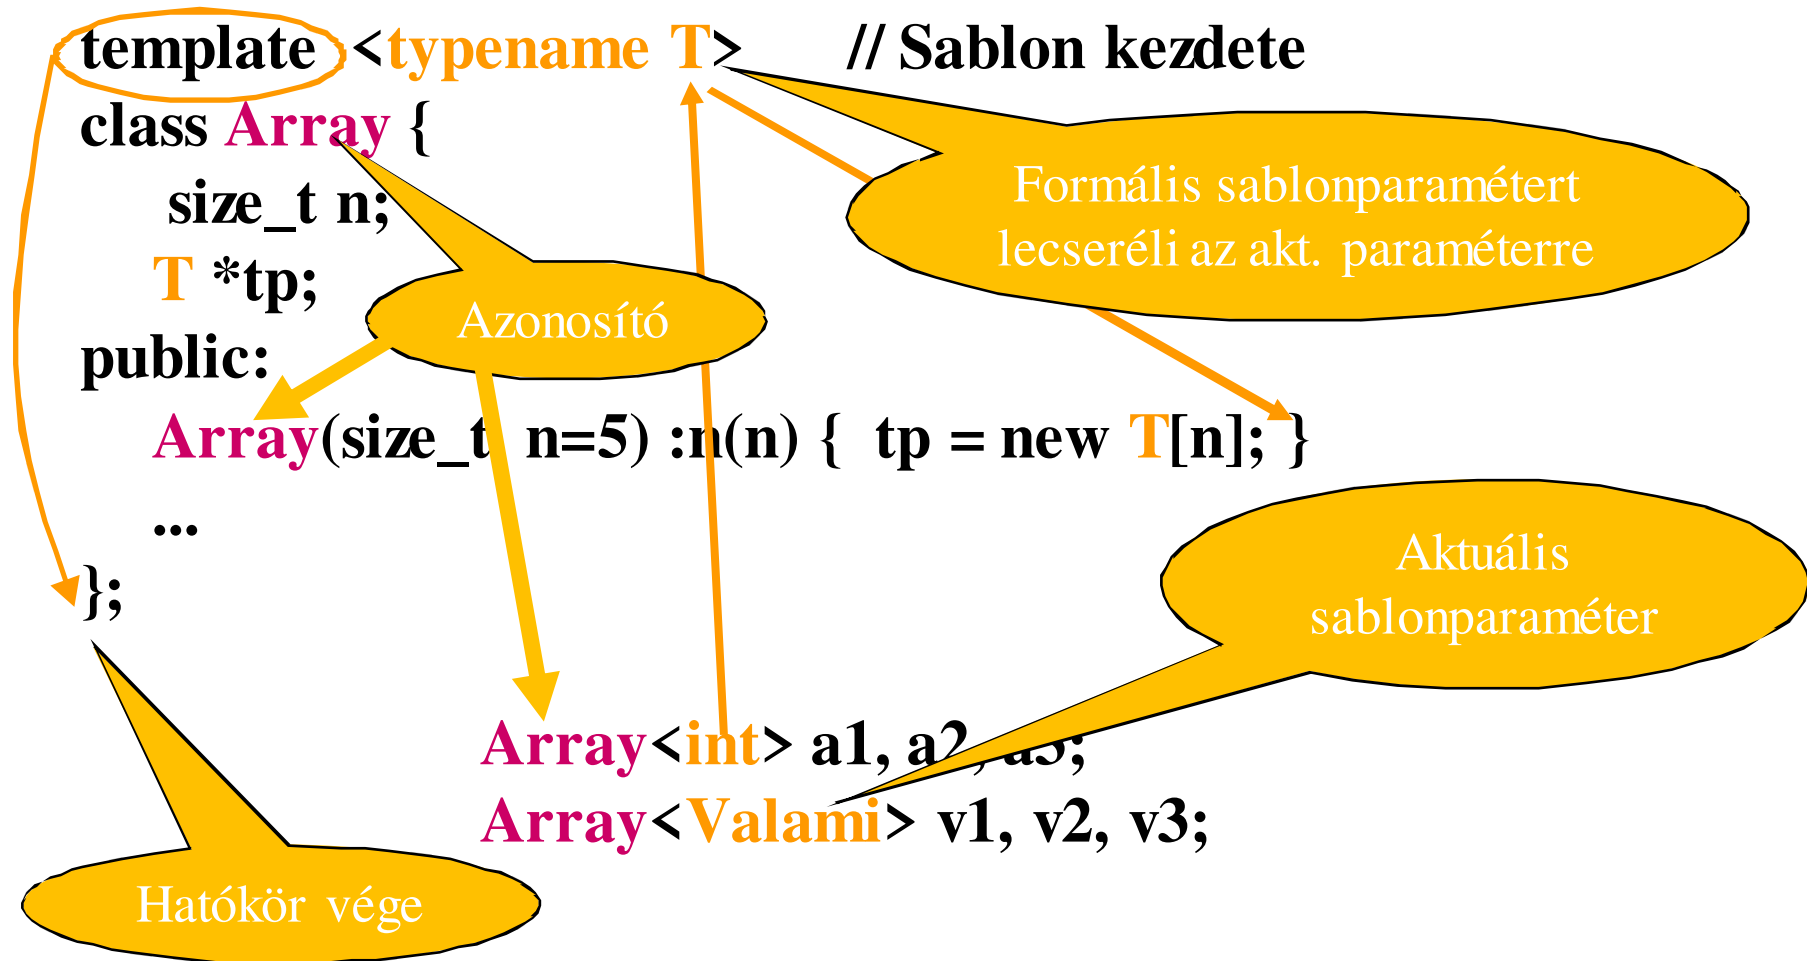 template <typename T> // Sablon kezdete
class Array {
size_t n;
T *tp;
public:
Array(size_t n=5) :n(n) { tp = new T[n]; }
...
};
Array<int> a1, a2, a3;
Array<Valami> v1, v2, v3;
Formális sablonparamétert
lecseréli az akt. paraméterre
Azonosító
Aktuális
sablonparaméter
Hatókör vége